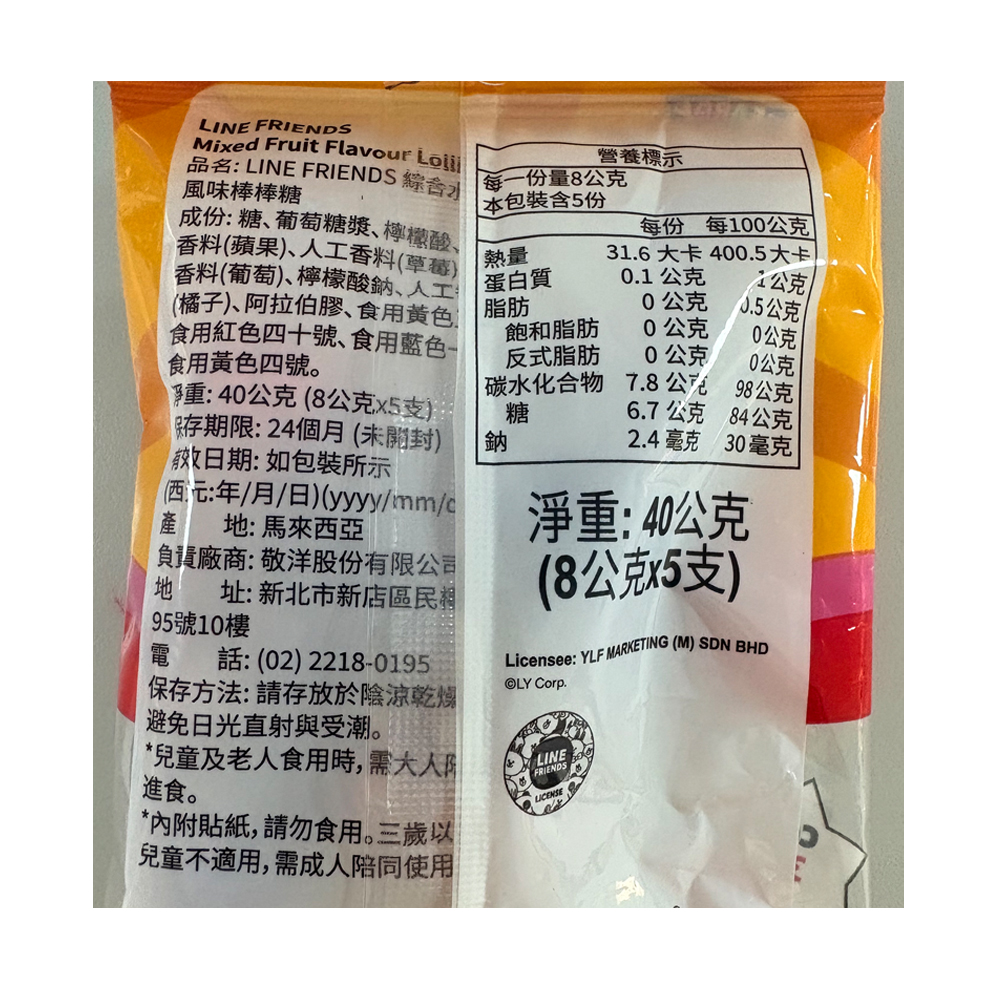 LINE FRIENDS
Mixed Fruit Flavour
品名: LINE FRIENDS 綜合水
風味棒棒糖
成份: 糖、葡萄糖漿、檸檬酸、
香料(蘋果)、人工香料(草莓)
香料(葡萄)、檸檬酸鈉、人工
(橘子)、阿拉伯膠、食用黃色
食用紅色四十號、食用藍色一
食用黃色四號。
淨重: 40公克 (8公克x5支)
保存期限: 24個月 (未開封)
有效日期: 如包裝所示
(西元:年/月/日)(yyyy/mm/d
產 地: 馬來西亞
負責廠商: 敬洋股份有限公司
地 址: 新北市新店區民權
95號10樓
電 話: (02) 2218-0195
保存方法: 請存放於陰涼乾燥
避免日光直射與受潮。
*兒童及老人食用時,需大人陪
進食。
*內附貼紙,請勿食用。三歲以
兒童不適用,需成人陪同使用
營養標示
每一份量8公克
本包裝含5份
每份 每100公克
熱量 31.6 大卡 400.5大卡
蛋白質 0.1 公克 1公克
脂肪 0 公克 0.5公克
飽和脂肪 0 公克 0公克
反式脂肪 0 公克 0公克
碳水化合物 7.8 公克 98公克
糖 6.7 公克 84公克
鈉 2.4 毫克 30毫克
淨重: 40公克
(8公克x5支)
Licensee: YLF MARKETING (M) SDN BHD
©LY Corp.
LINE
FRIENDS
LICENSE